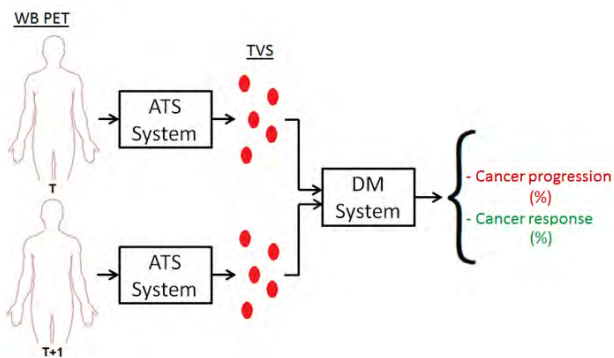 WB PET
TVS
ATS
System
T
DM
System
- Cancer progression
(%)
- Cancer response
(%)
ATS
System
T+1